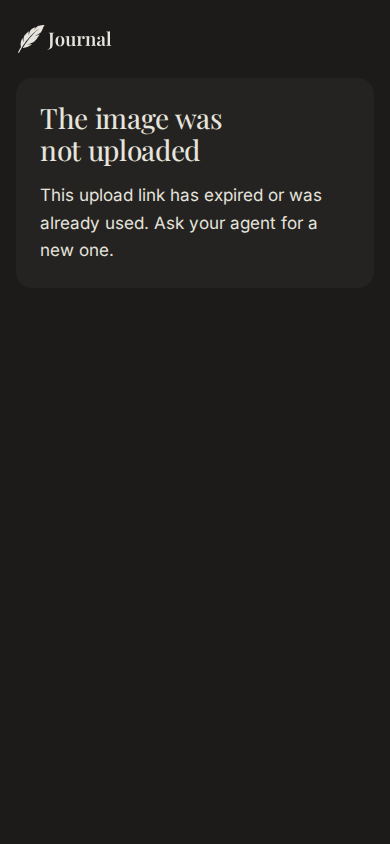 Journal
The image was
not uploaded
This upload link has expired or was
already used. Ask your agent for a
new one.